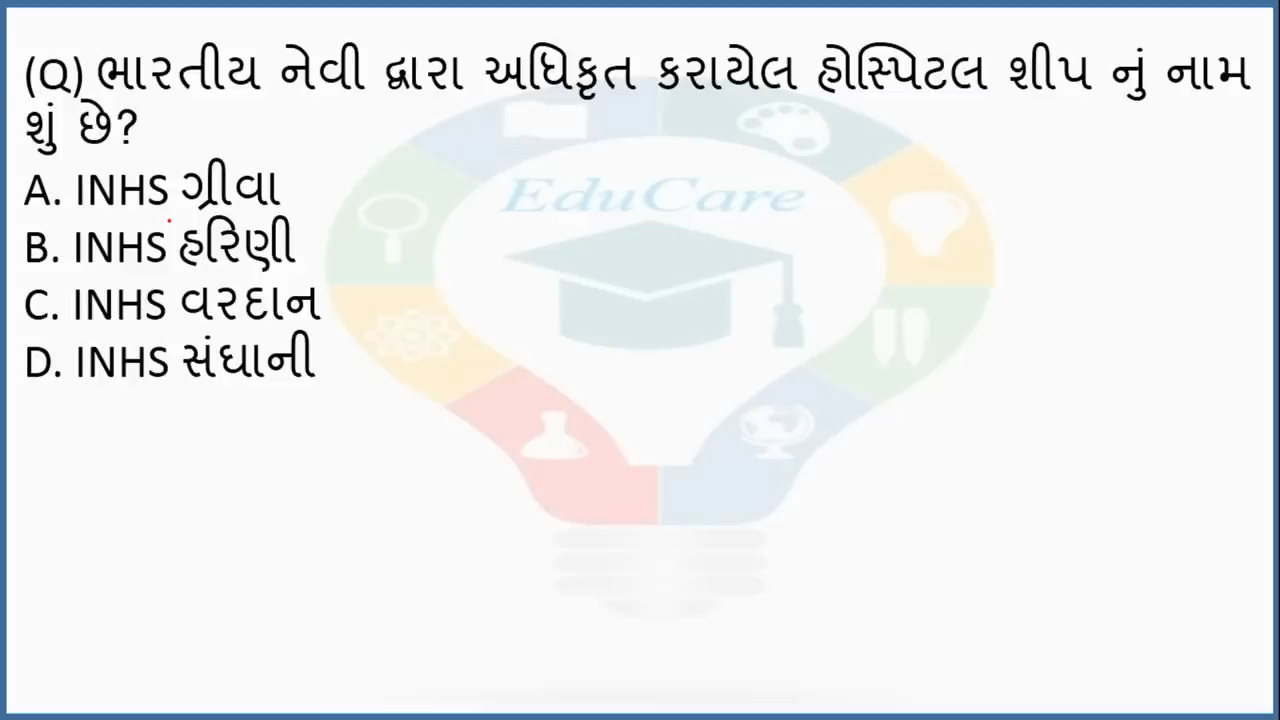 (Q) ભારતીય નેવી દ્વારા અધિકૃત કરાયેલ હોસ્પિટલ શીપ નું નામ
શું છે?
A. INHS ગ્રીવા
B. INHS હરિણી
C. INHS વરદાન
D. INHS સંઘાની
EduCare